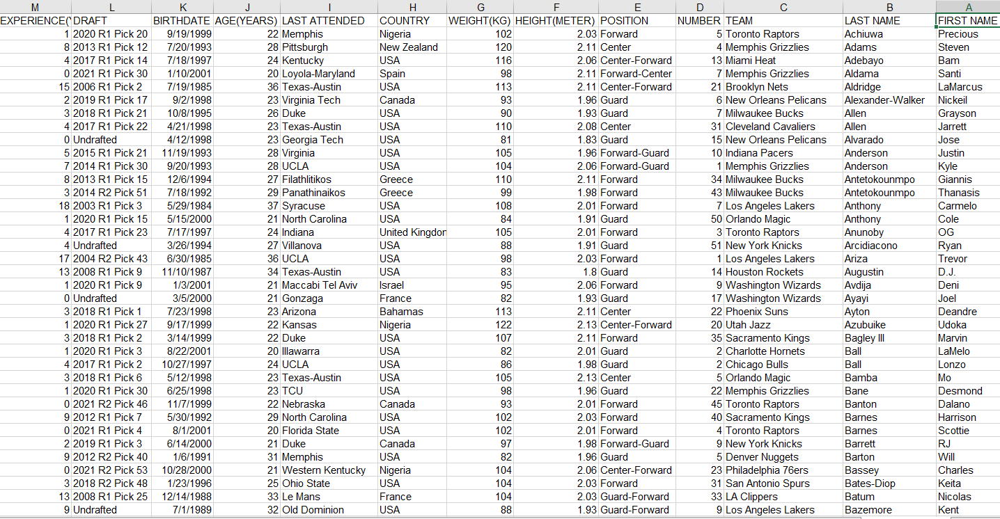 M L K J I H G F E D C B A
EXPERIENCE(Y DRAFT BIRTHDATE AGE(YEARS) LAST ATTENDED COUNTRY WEIGHT(KG) HEIGHT(METER) POSITION NUMBER TEAM LAST NAME FIRST NAME
1 2020 R1 Pick 20 9/19/1999 22 Memphis Nigeria 102 2.03 Forward 5 Toronto Raptors Achiuwa Precious
8 2013 R1 Pick 12 7/20/1993 28 Pittsburgh New Zealand 120 2.11 Center 4 Memphis Grizzlies Adams Steven
4 2017 R1 Pick 14 7/18/1997 24 Kentucky USA 116 2.06 Center-Forward 13 Miami Heat Adebayo Bam
0 2021 R1 Pick 30 1/10/2001 20 Loyola-Maryland Spain 98 2.11 Forward-Center 7 Memphis Grizzlies Aldama Santi
15 2006 R1 Pick 2 7/19/1985 36 Texas-Austin USA 113 2.11 Center-Forward 21 Brooklyn Nets Aldridge LaMarcus
2 2019 R1 Pick 17 9/2/1998 23 Virginia Tech Canada 93 1.96 Guard 6 New Orleans Pelicans Alexander-Walker Nickeil
3 2018 R1 Pick 21 10/8/1995 26 Duke USA 90 1.93 Guard 7 Milwaukee Bucks Allen Grayson
4 2017 R1 Pick 22 4/21/1998 23 Texas-Austin USA 110 2.08 Center 31 Cleveland Cavaliers Allen Jarrett
0 Undrafted 4/12/1998 23 Georgia Tech USA 81 1.83 Guard 15 New Orleans Pelicans Alvarado Jose
5 2015 R1 Pick 21 11/19/1993 28 Virginia USA 105 1.96 Forward-Guard 10 Indiana Pacers Anderson Justin
7 2014 R1 Pick 30 9/20/1993 28 UCLA USA 104 2.06 Forward-Guard 1 Memphis Grizzlies Anderson Kyle
8 2013 R1 Pick 15 12/6/1994 27 Filathlitikos Greece 110 2.11 Forward 34 Milwaukee Bucks Antetokounmpo Giannis
3 2014 R2 Pick 51 7/18/1992 29 Panathinaikos Greece 99 1.98 Forward 43 Milwaukee Bucks Antetokounmpo Thanasis
18 2003 R1 Pick 3 5/29/1984 37 Syracuse USA 108 2.01 Forward 7 Los Angeles Lakers Anthony Carmelo
1 2020 R1 Pick 15 5/15/2000 21 North Carolina USA 84 1.91 Guard 50 Orlando Magic Anthony Cole
4 2017 R1 Pick 23 7/17/1997 24 Indiana United Kingdon 105 2.01 Forward 3 Toronto Raptors Anunoby OG
4 Undrafted 3/26/1994 27 Villanova USA 88 1.91 Guard 51 New York Knicks Arcidiacono Ryan
17 2004 R2 Pick 43 6/30/1985 36 UCLA USA 98 2.03 Forward 1 Los Angeles Lakers Ariza Trevor
13 2008 R1 Pick 9 11/10/1987 34 Texas-Austin USA 83 1.8 Guard 14 Houston Rockets Augustin D.J.
1 2020 R1 Pick 9 1/3/2001 21 Maccabi Tel Aviv Israel 95 2.06 Forward 9 Washington Wizards Avdija Deni
0 Undrafted 3/5/2000 21 Gonzaga France 82 1.93 Guard 17 Washington Wizards Ayayi Joel
3 2018 R1 Pick 1 7/23/1998 23 Arizona Bahamas 113 2.11 Center 22 Phoenix Suns Ayton Deandre
1 2020 R1 Pick 27 9/17/1999 22 Kansas Nigeria 122 2.13 Center-Forward 20 Utah Jazz Azubuike Udoka
3 2018 R1 Pick 2 3/14/1999 22 Duke USA 107 2.11 Forward 35 Sacramento Kings Bagley III Marvin
1 2020 R1 Pick 3 8/22/2001 20 Illawarra USA 82 2.01 Guard 2 Charlotte Hornets Ball LaMelo
4 2017 R1 Pick 2 10/27/1997 24 UCLA USA 86 1.98 Guard 2 Chicago Bulls Ball Lonzo
3 2018 R1 Pick 6 5/12/1998 23 Texas-Austin USA 105 2.13 Center 5 Orlando Magic Bamba Mo
1 2020 R1 Pick 30 6/25/1998 23 TCU USA 98 1.96 Guard 22 Memphis Grizzlies Bane Desmond
0 2021 R2 Pick 46 11/7/1999 22 Nebraska Canada 93 2.01 Forward 45 Toronto Raptors Banton Dalano
9 2012 R1 Pick 7 5/30/1992 29 North Carolina USA 102 2.03 Forward 40 Sacramento Kings Barnes Harrison
0 2021 R1 Pick 4 8/1/2001 20 Florida State USA 102 2.01 Forward 4 Toronto Raptors Barnes Scottie
2 2019 R1 Pick 3 6/14/2000 21 Duke Canada 97 1.98 Forward-Guard 9 New York Knicks Barrett RJ
9 2012 R2 Pick 40 1/6/1991 31 Memphis USA 82 1.96 Guard 5 Denver Nuggets Barton Will
0 2021 R2 Pick 53 10/28/2000 21 Western Kentucky Nigeria 104 2.06 Center-Forward 23 Philadelphia 76ers Bassey Charles
3 2018 R2 Pick 48 1/23/1996 25 Ohio State USA 104 2.03 Forward 31 San Antonio Spurs Bates-Diop Keita
13 2008 R1 Pick 25 12/14/1988 33 Le Mans France 104 2.03 Guard-Forward 33 LA Clippers Batum Nicolas
9 Undrafted 7/1/1989 32 Old Dominion USA 88 1.93 Guard-Forward 9 Los Angeles Lakers Bazemore Kent